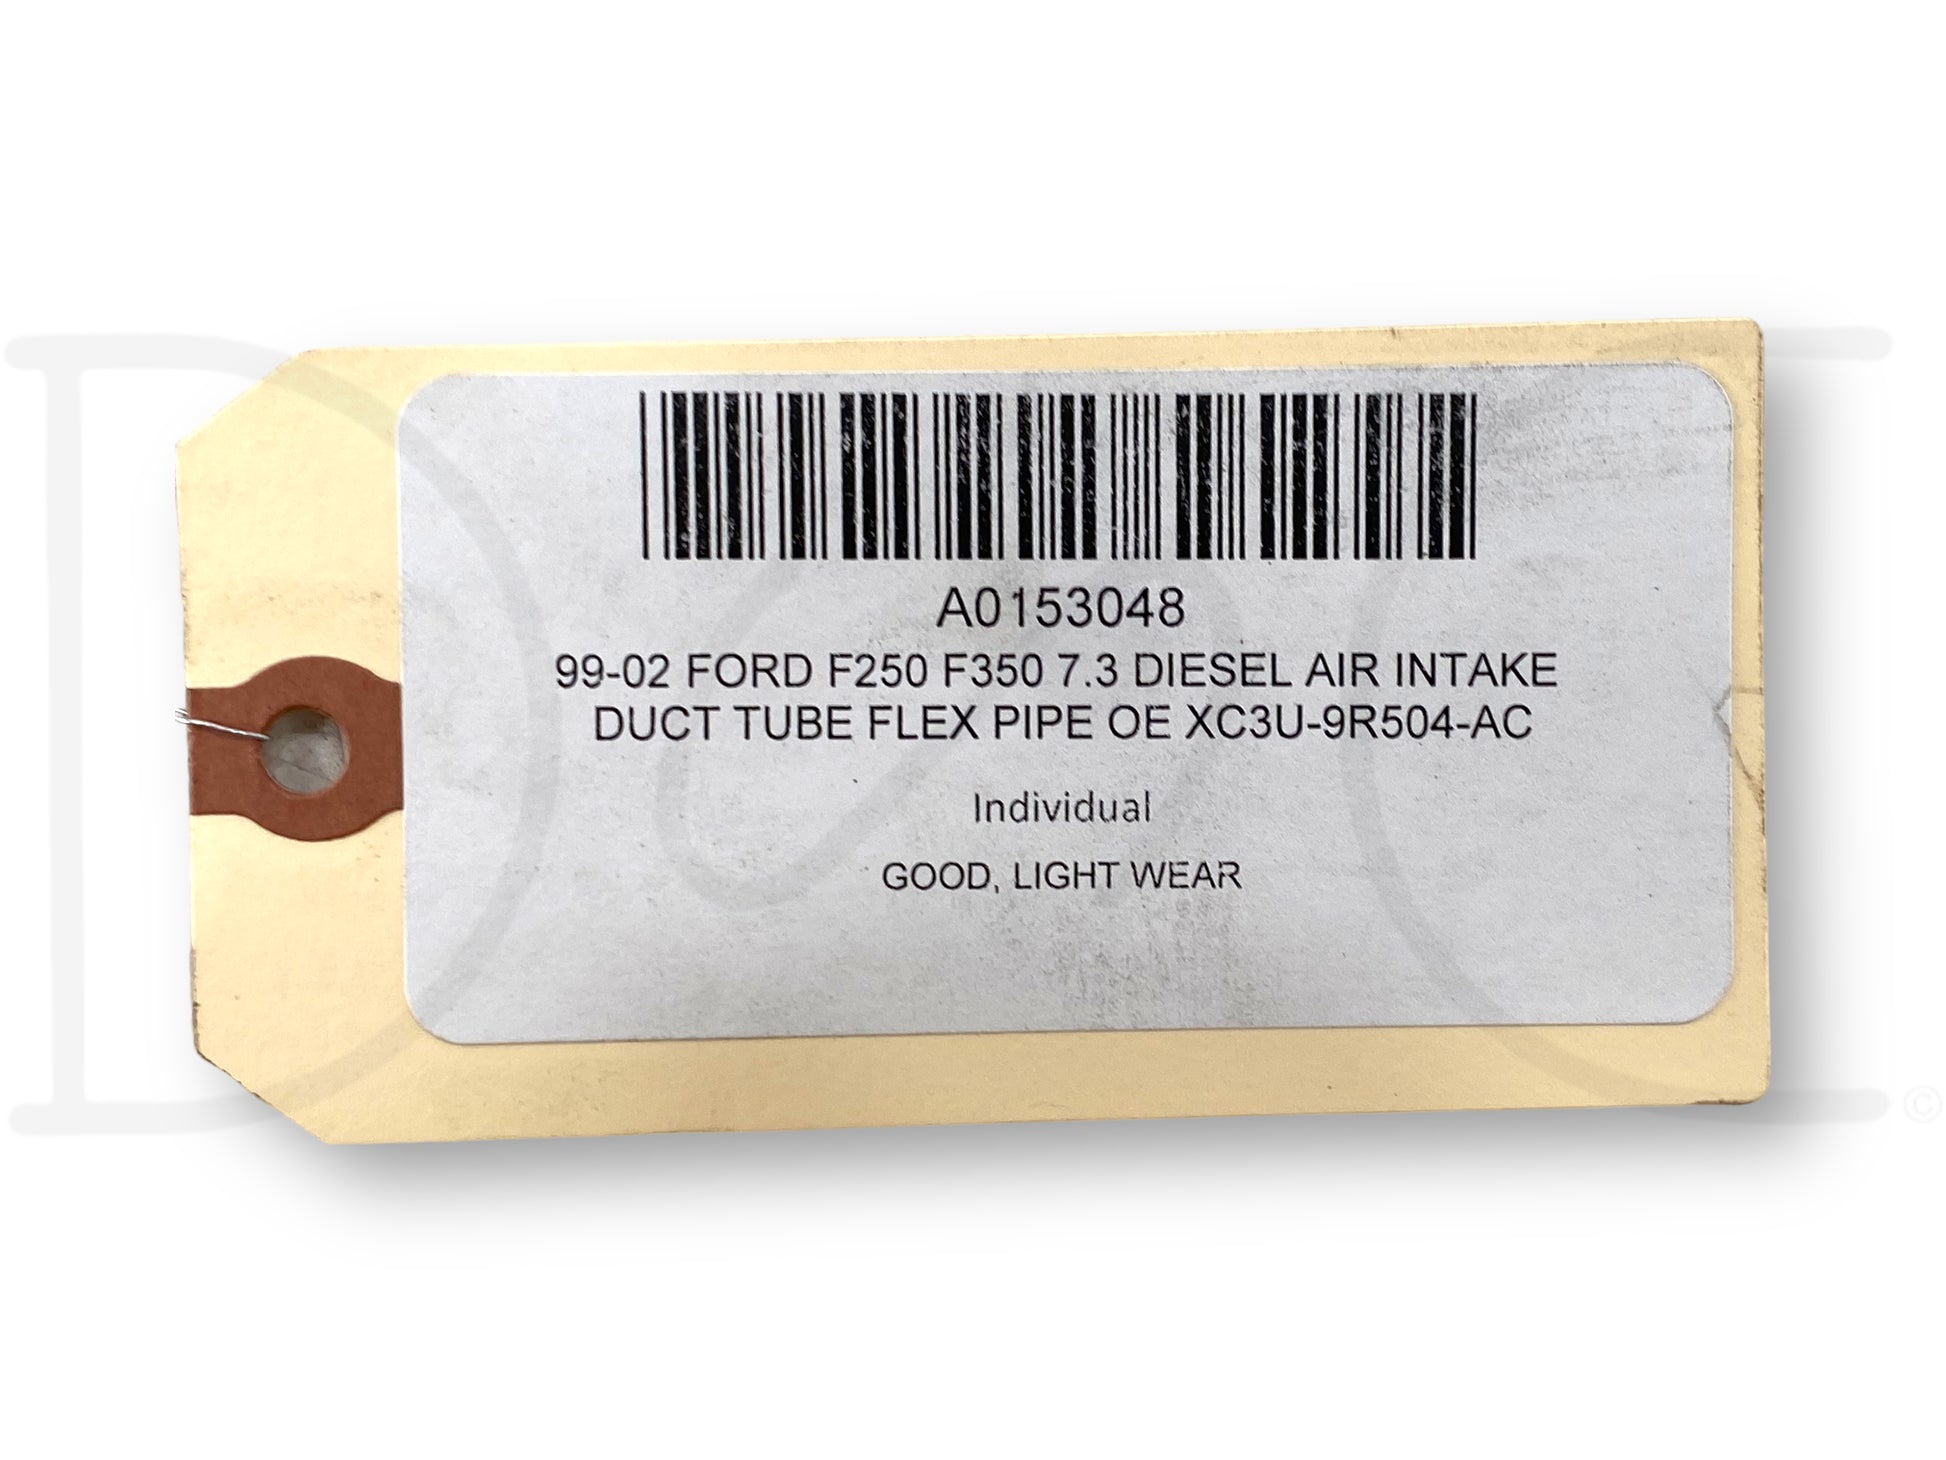 A0153048
99-02 FORD F250 F350 7.3 DIESEL AIR INTAKE
DUCT TUBE FLEX PIPE OE XC3U-9R504-AC
Individual
GOOD, LIGHT WEAR
©